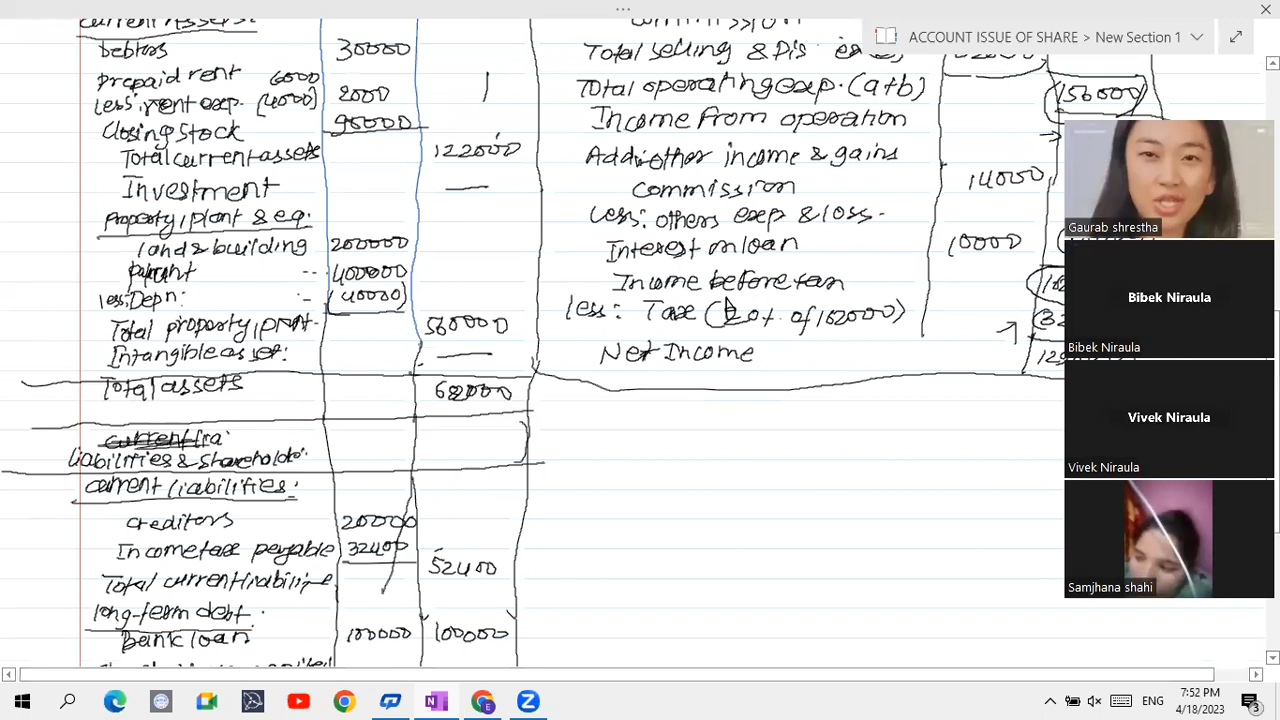 ACCOUNT ISSUE OF SHARE > New Section 1
Current Assets:
debtors 30000
prepaid rent 6000
less: rent exp. (4000) 2000
closing stock 90000
Total current assets 122000
Investment —
Property, plant & eq.
land & building 200000
400000
less: Depn: (40000)
Total property, plant. 560000
Intangible asset: —
Total assets 682000
liabilities & sharehold
current liabilities:
creditors 20000
Income tax payable 32400
Total current liabilitie 52400
long-term debt.
bank loan 100000 100000
commission
Total selling & Dis
Total operating exp. (a+b) 156000
Income from operation
Add: other income & gains
commission 14000
less: others exp & loss.
Interest on loan 10000
Income before tax
less: Tax (20%. of 162000)
Net Income
Gaurab shrestha
Bibek Niraula
Bibek Niraula
Vivek Niraula
Vivek Niraula
Samjhana shahi
ENG
7:52 PM
4/18/2023
3